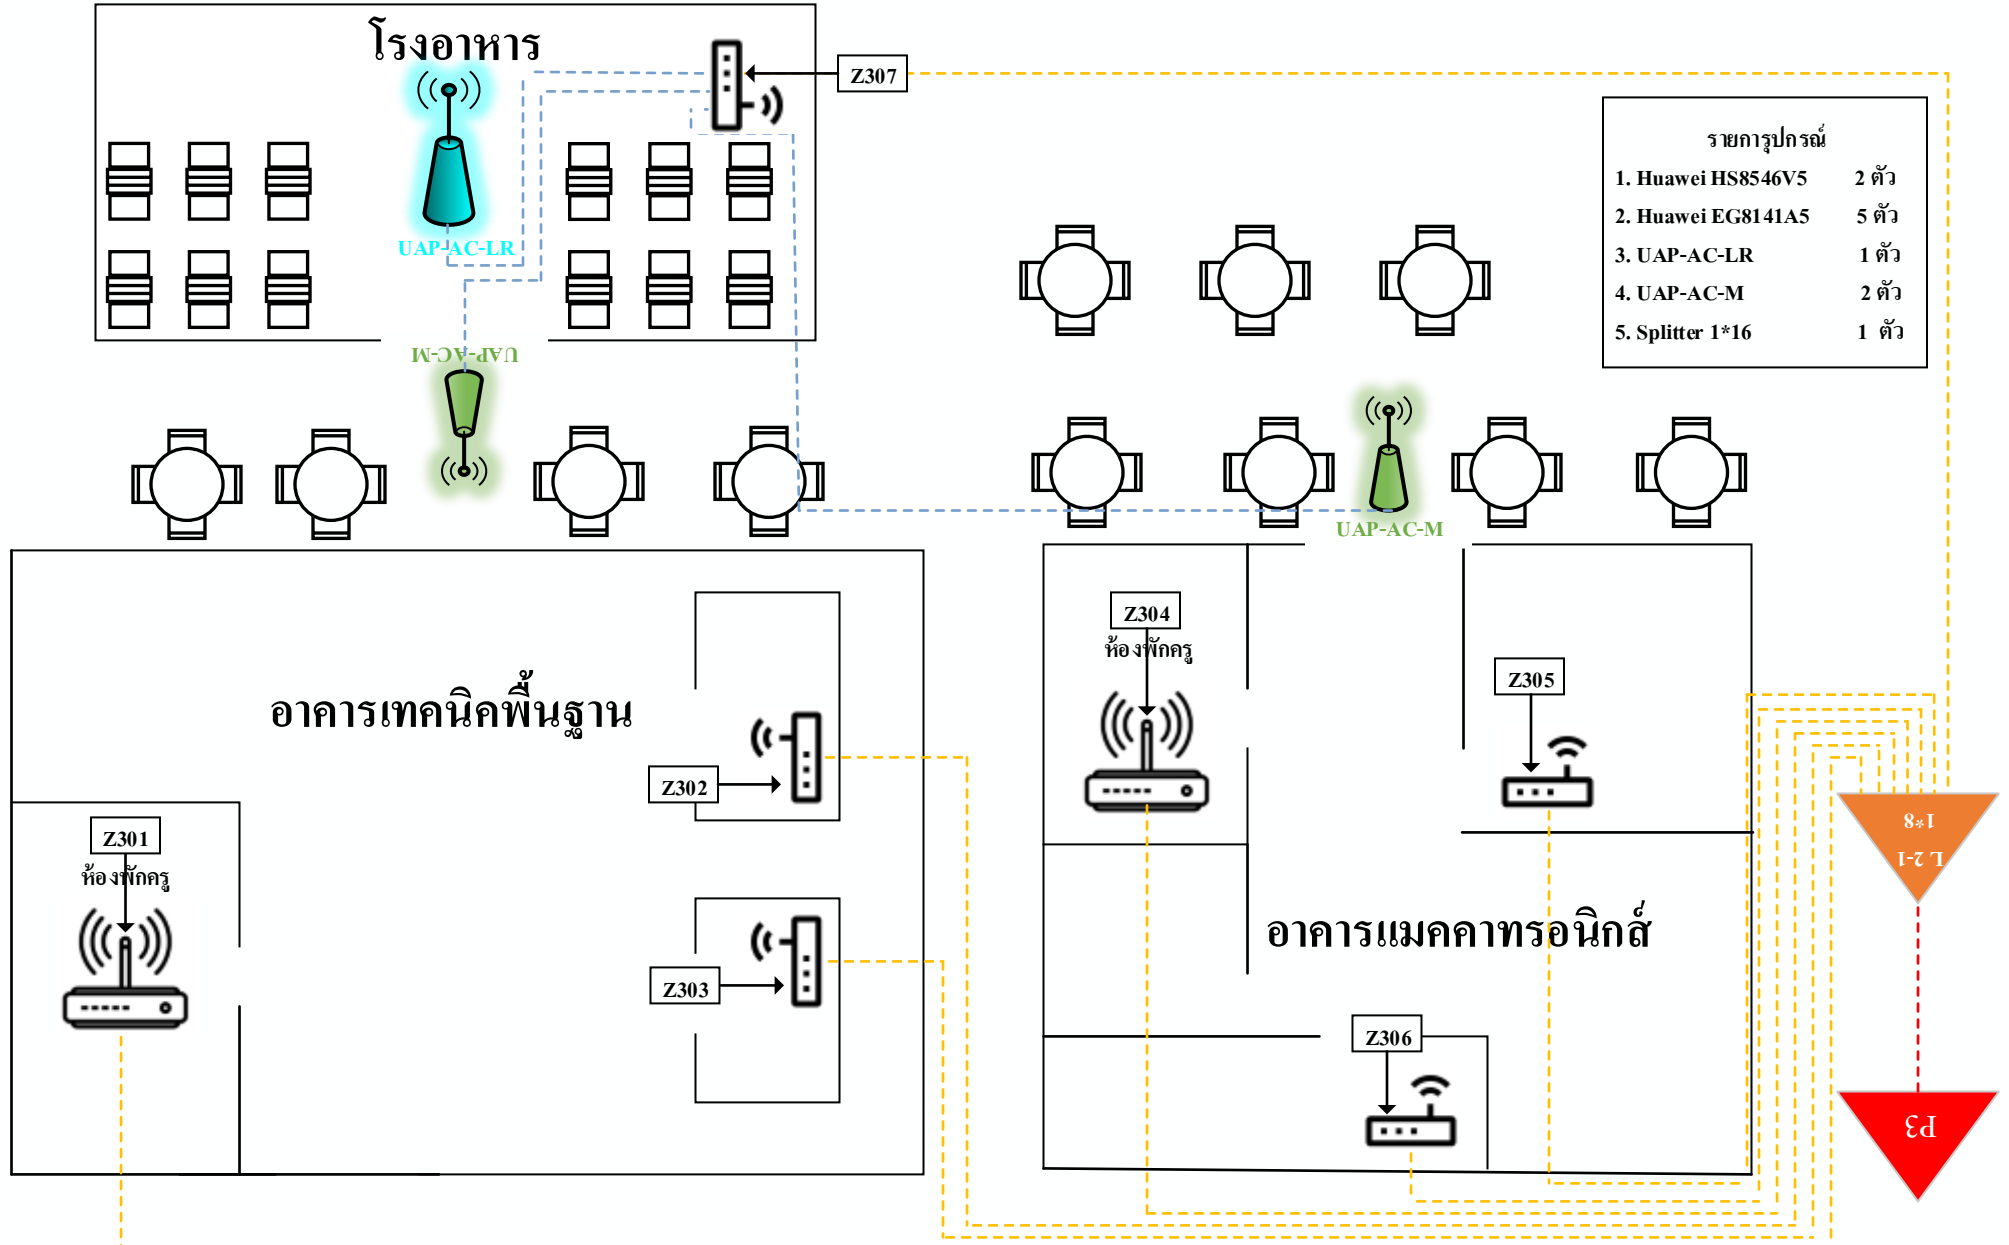 โรงอาหาร
Z307
รายการุปกรณ์
1. Huawei HS8546V5 2 ตัว
2. Huawei EG8141A5 5 ตัว
3. UAP-AC-LR 1 ตัว
4. UAP-AC-M 2 ตัว
5. Splitter 1*16 1 ตัว
UAP-AC-LR
UAP-AC-M
UAP-AC-M
Z304
ห้องพักครู
Z305
อาคารเทคนิคพื้นฐาน
Z302
Z301
ห้องพักครู
1*8
L 2-1
อาคารแมคคาทรอนิกส์
Z303
Z306
P3